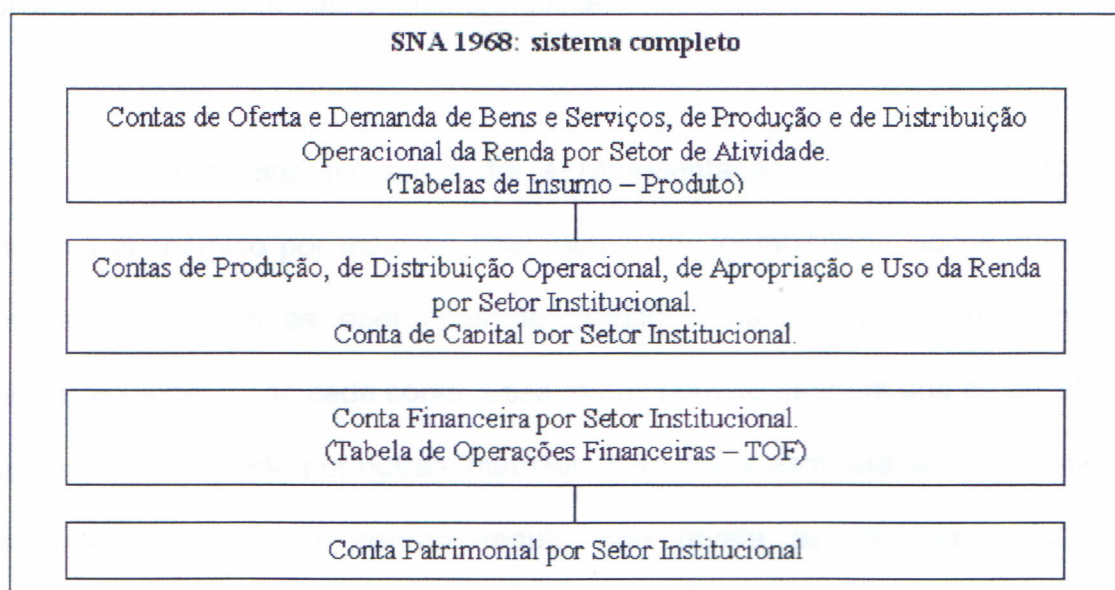 SNA 1968: sistema completo
Contas de Oferta e Demanda de Bens e Serviços, de Produção e de Distribuição
Operacional da Renda por Setor de Atividade.
(Tabelas de Insumo – Produto)
Contas de Produção, de Distribuição Operacional, de Apropriação e Uso da Renda
por Setor Institucional.
Conta de Capital por Setor Institucional.
Conta Financeira por Setor Institucional.
(Tabela de Operações Financeiras – TOF)
Conta Patrimonial por Setor Institucional